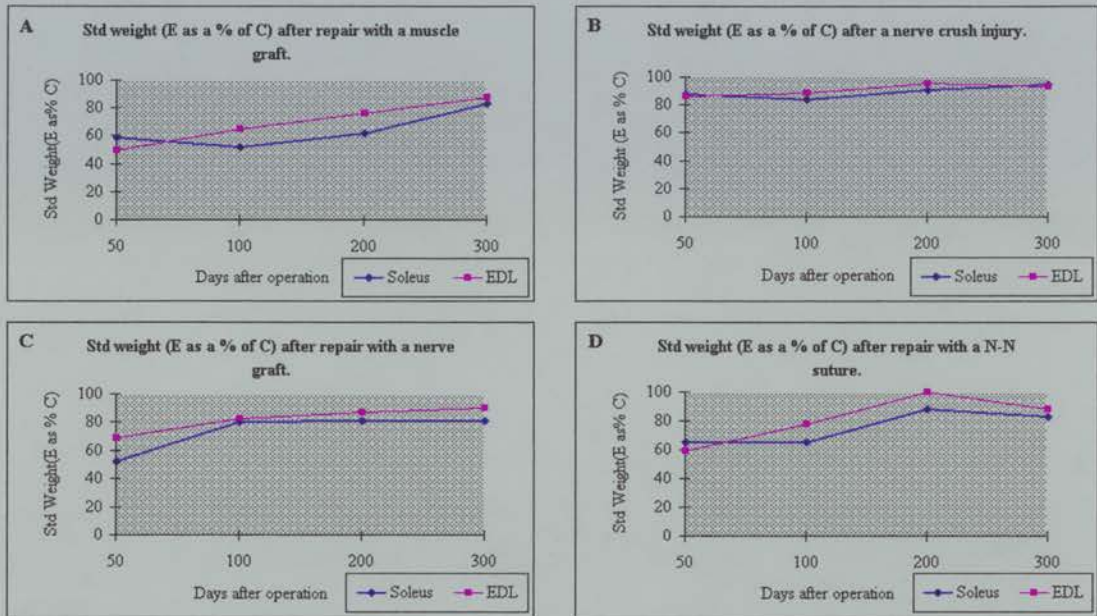 A
Std weight (E as a % of C) after repair with a muscle
graft.
Std Weight(E as% C)
100
80
60
40
20
0
50 100 200 300
Days after operation
Soleus EDL
B
Std weight (E as a % of C) after a nerve crush injury.
Std Weight (E as % C)
100
80
60
40
20
0
50 100 200 300
Days after operation
Soleus EDL
C
Std weight (E as a % of C) after repair with a nerve
graft.
Std Weight(E as % C)
100
80
60
40
20
0
50 100 200 300
Days after operation
Soleus EDL
D
Std weight (E as a % of C) after repair with a N-N
suture.
Std Weight(E as% C)
100
80
60
40
20
0
50 100 200 300
Days after operation
Soleus EDL